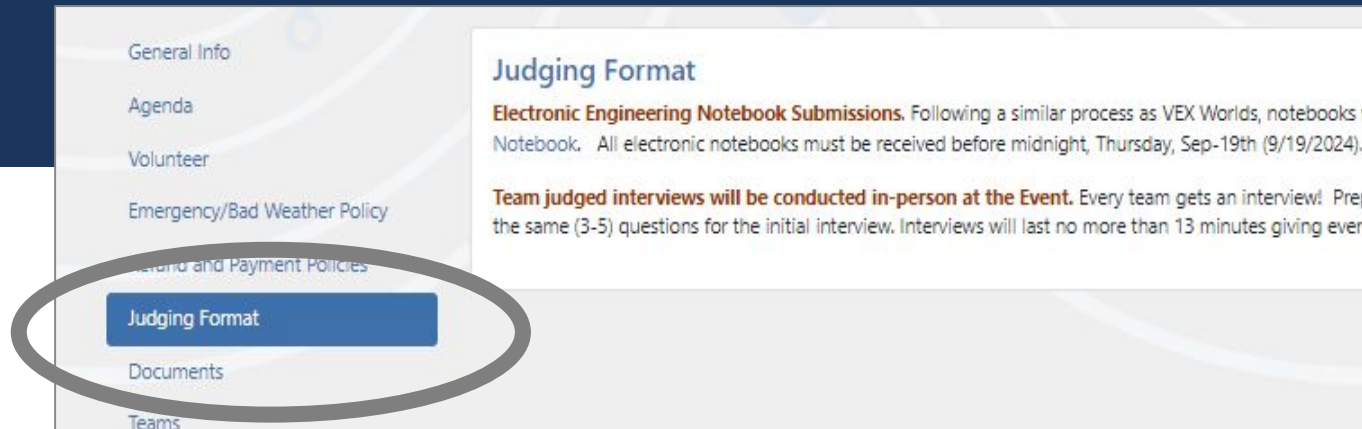 General Info
Agenda
Volunteer
Emergency/Bad Weather Policy
Refund and Payment Policies
Judging Format
Documents
Teams
Judging Format
Electronic Engineering Notebook Submissions. Following a similar process as VEX Worlds, notebooks
Notebook. All electronic notebooks must be received before midnight, Thursday, Sep-19th (9/19/2024).
Team judged interviews will be conducted in-person at the Event. Every team gets an interview! Prep
the same (3-5) questions for the initial interview. Interviews will last no more than 13 minutes giving ever